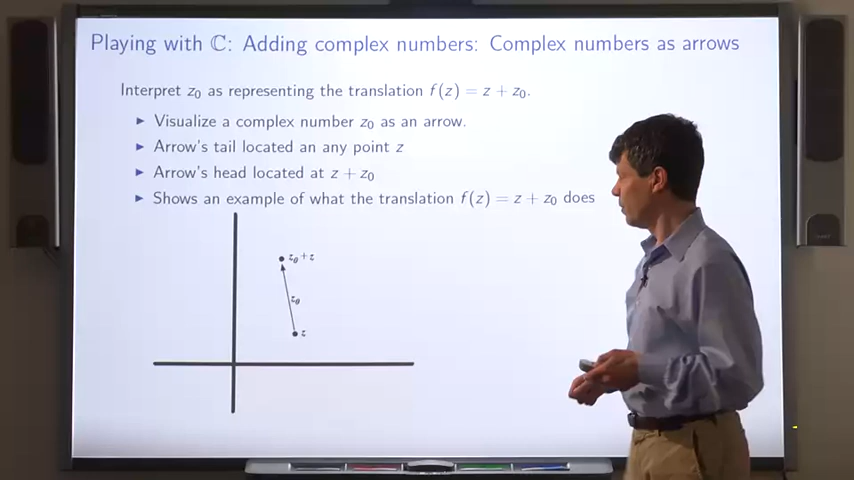 Playing with ℂ: Adding complex numbers: Complex numbers as arrows
Interpret z₀ as representing the translation f(z) = z + z₀.
▶ Visualize a complex number z₀ as an arrow.
▶ Arrow's tail located an any point z
▶ Arrow's head located at z + z₀
▶ Shows an example of what the translation f(z) = z + z₀ does
z₀+z
z₀
z